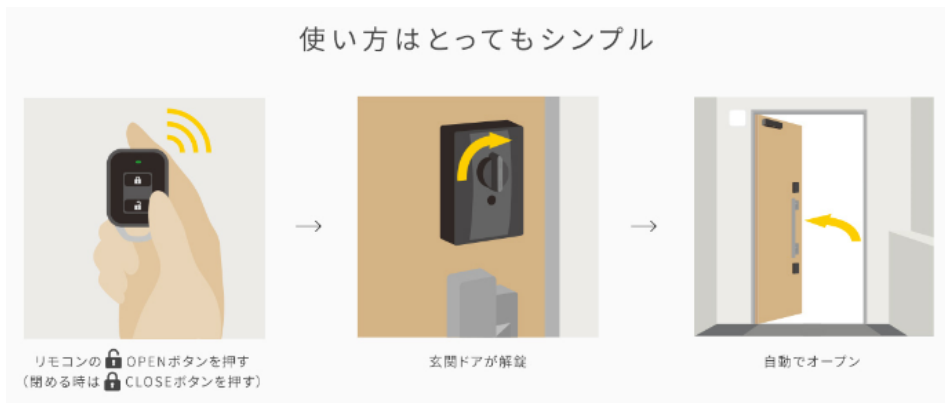 使い方はとってもシンプル
リモコンの OPENボタンを押す
(閉める時は CLOSEボタンを押す)
玄関ドアが解錠
自動でオープン